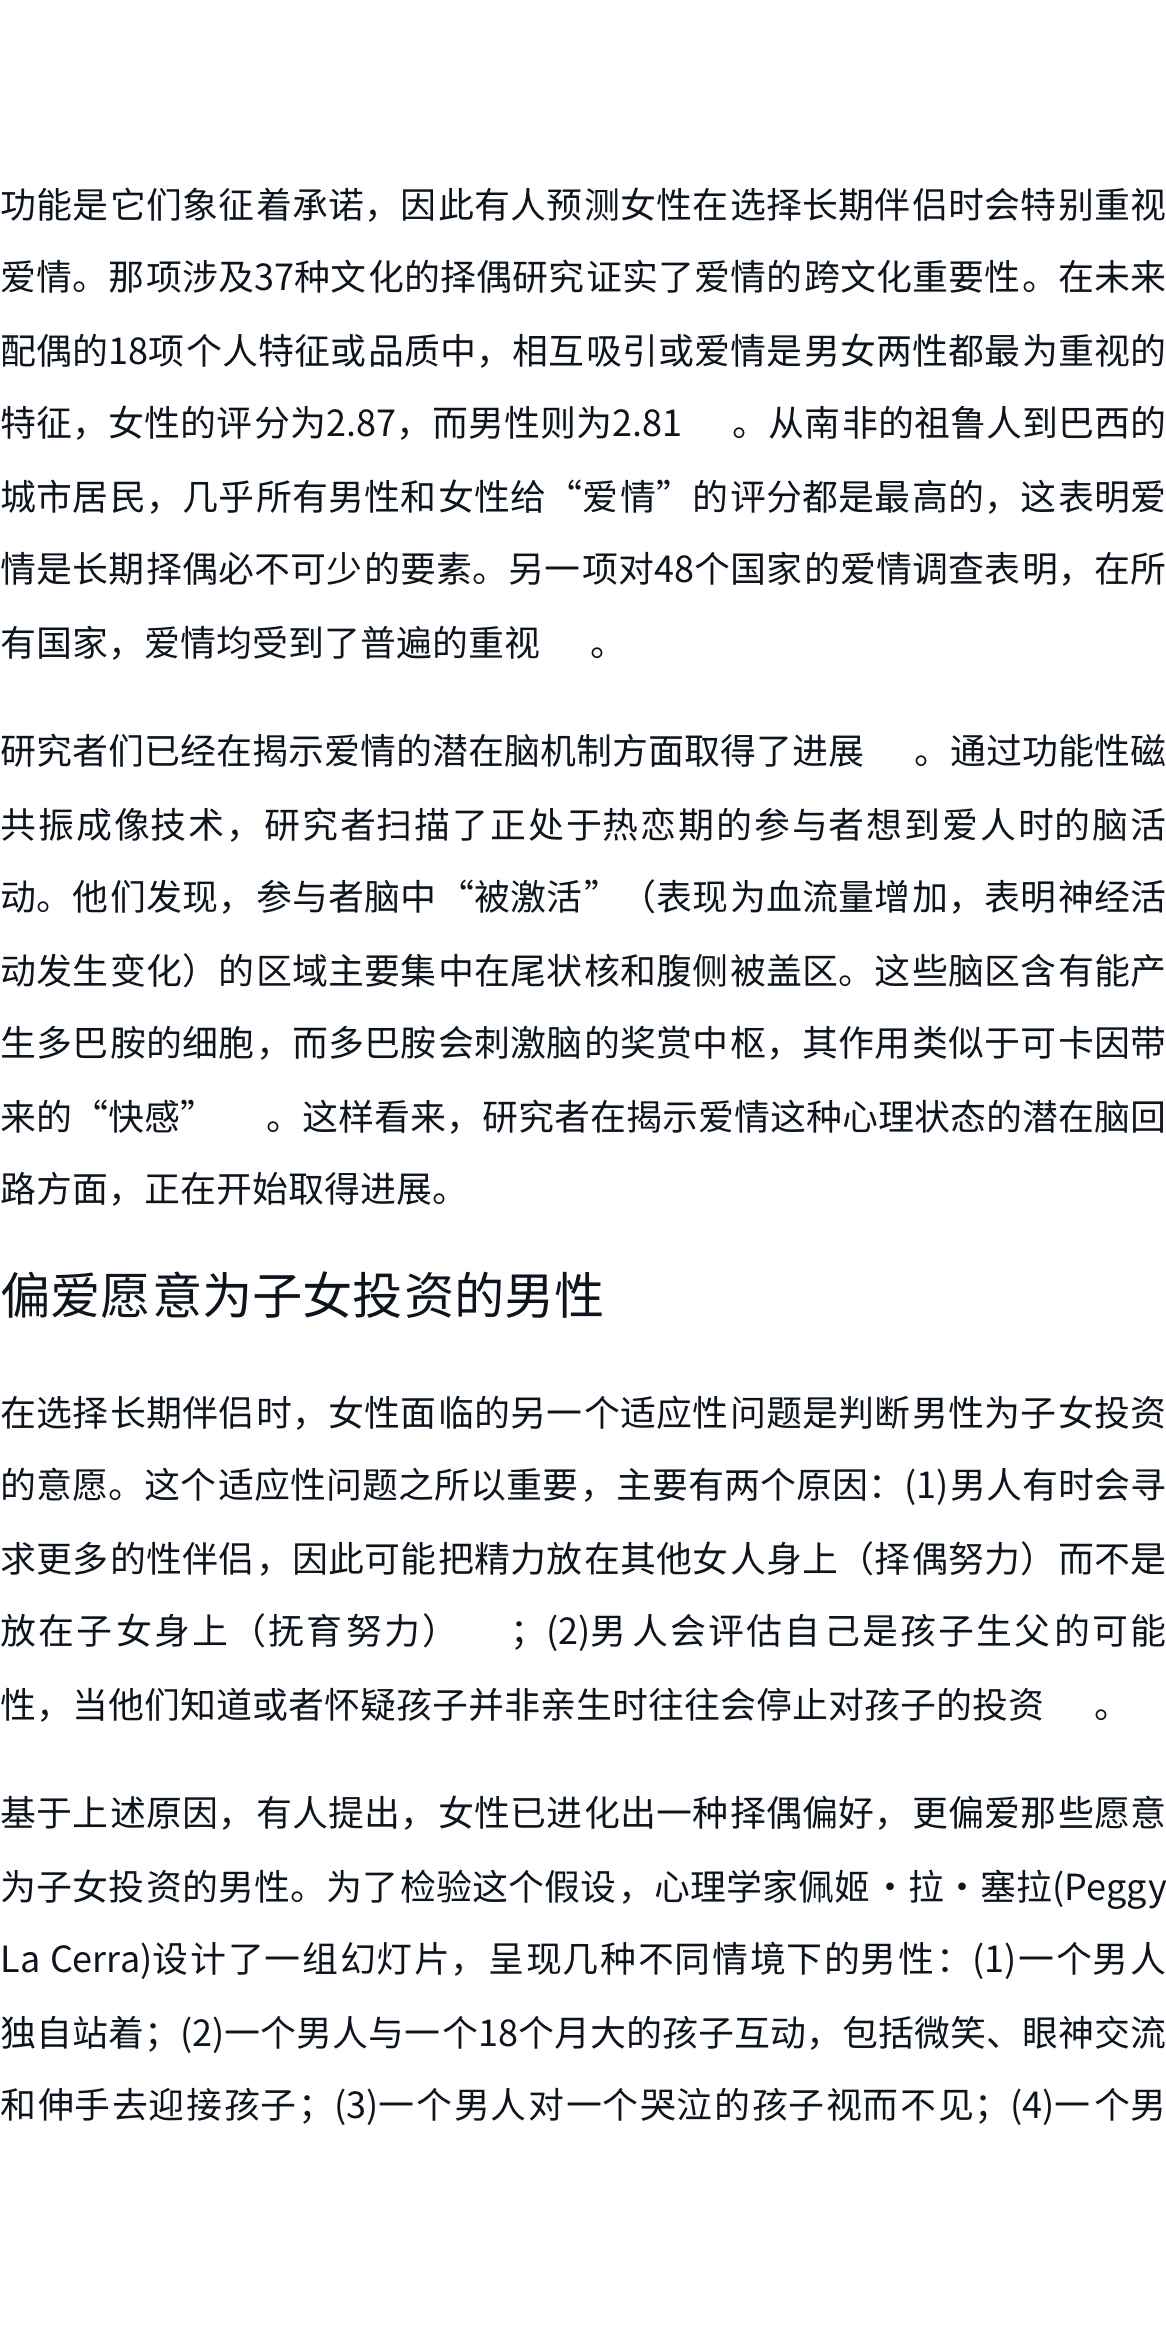 功能是它们象征着承诺，因此有人预测女性在选择长期伴侣时会特别重视
爱情。那项涉及37种文化的择偶研究证实了爱情的跨文化重要性。在未来
配偶的18项个人特征或品质中，相互吸引或爱情是男女两性都最为重视的
特征，女性的评分为2.87，而男性则为2.81 。从南非的祖鲁人到巴西的
城市居民，几乎所有男性和女性给“爱情”的评分都是最高的，这表明爱
情是长期择偶必不可少的要素。另一项对48个国家的爱情调查表明，在所
有国家，爱情均受到了普遍的重视 。
研究者们已经在揭示爱情的潜在脑机制方面取得了进展 。通过功能性磁
共振成像技术，研究者扫描了正处于热恋期的参与者想到爱人时的脑活
动。他们发现，参与者脑中“被激活”（表现为血流量增加，表明神经活
动发生变化）的区域主要集中在尾状核和腹侧被盖区。这些脑区含有能产
生多巴胺的细胞，而多巴胺会刺激脑的奖赏中枢，其作用类似于可卡因带
来的“快感” 。这样看来，研究者在揭示爱情这种心理状态的潜在脑回
路方面，正在开始取得进展。
偏爱愿意为子女投资的男性
在选择长期伴侣时，女性面临的另一个适应性问题是判断男性为子女投资
的意愿。这个适应性问题之所以重要，主要有两个原因：(1)男人有时会寻
求更多的性伴侣，因此可能把精力放在其他女人身上（择偶努力）而不是
放在子女身上（抚育努力） ；(2)男人会评估自己是孩子生父的可能
性，当他们知道或者怀疑孩子并非亲生时往往会停止对孩子的投资 。
基于上述原因，有人提出，女性已进化出一种择偶偏好，更偏爱那些愿意
为子女投资的男性。为了检验这个假设，心理学家佩姬·拉·塞拉(Peggy
La Cerra)设计了一组幻灯片，呈现几种不同情境下的男性：(1)一个男人
独自站着；(2)一个男人与一个18个月大的孩子互动，包括微笑、眼神交流
和伸手去迎接孩子；(3)一个男人对一个哭泣的孩子视而不见；(4)一个男